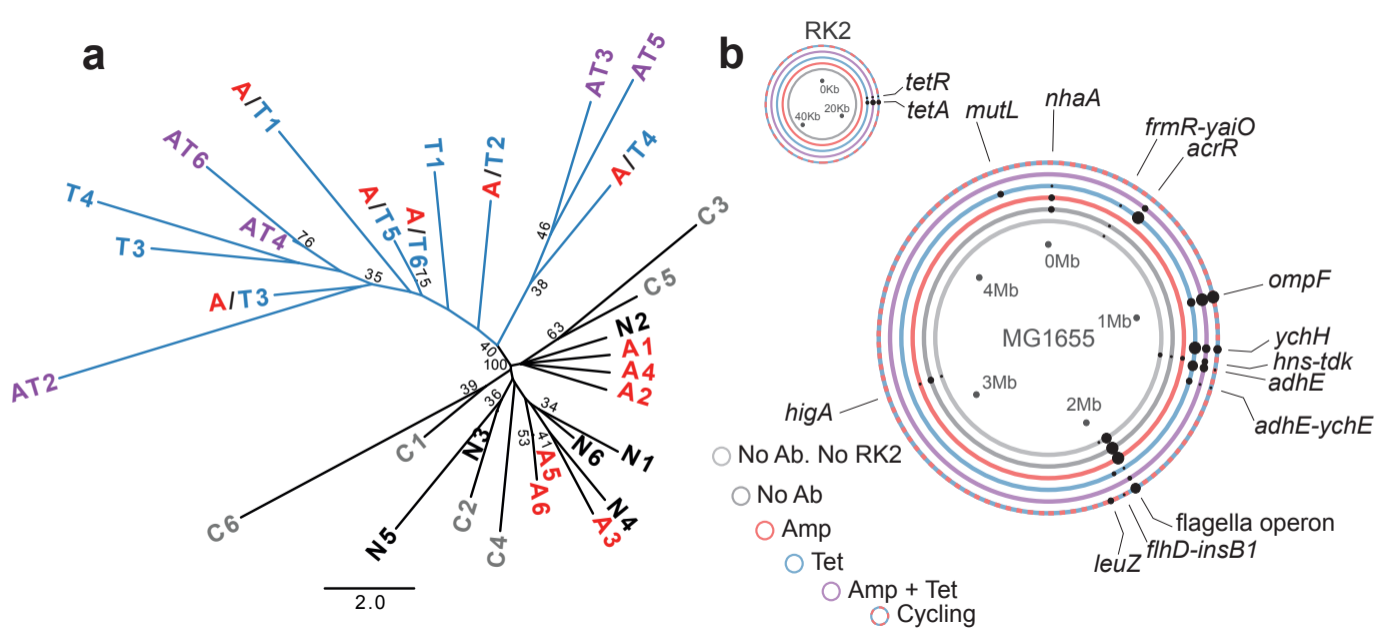 a
A/T1
AT6
T4
AT4
76
T3
A/T3
35
AT2
A/T5
A/T6
75
T1
A/T2
AT3
AT5
A/T4
46
38
C3
C5
63
N2
A1
A4
A2
40
100
39
36
C1
N3
C6
N5
C2
C4
53
41
34
A5
A6
N6
N1
N4
A3
2.0
b
RK2
0Kb
20Kb
40Kb
tetR
tetA
mutL
nhaA
frmR-yaiO
acrR
ompF
ychH
hns-tdk
adhE
adhE-ychE
flagella operon
flhD-insB1
leuZ
higA
0Mb
1Mb
2Mb
3Mb
4Mb
MG1655
No Ab. No RK2
No Ab
Amp
Tet
Amp + Tet
Cycling